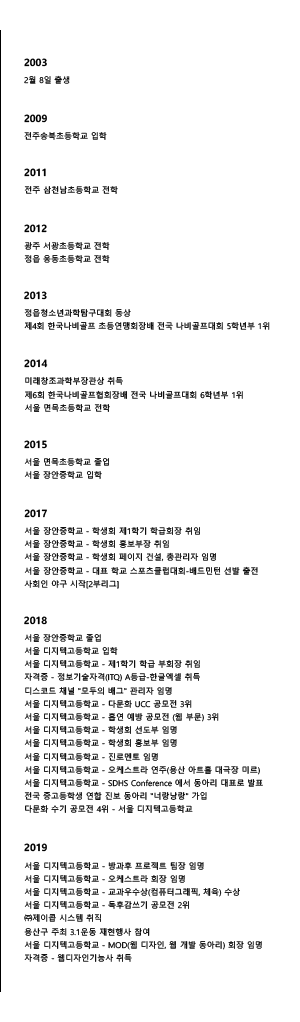 2003
2월 8일 출생
2009
전주송북초등학교 입학
2011
전주 삼천남초등학교 전학
2012
광주 서광초등학교 전학
정읍 웅동초등학교 전학
2013
정읍청소년과학탐구대회 동상
제4회 한국나비골프 초등연맹회장배 전국 나비골프대회 5학년부 1위
2014
미래창조과학부장관상 취득
제6회 한국나비골프협회장배 전국 나비골프대회 6학년부 1위
서울 면목초등학교 전학
2015
서울 면목초등학교 졸업
서울 장안중학교 입학
2017
서울 장안중학교 - 학생회 제1학기 학급회장 취임
서울 장안중학교 - 학생회 홍보부장 취임
서울 장안중학교 - 학생회 페이지 건설, 총관리자 임명
서울 장안중학교 - 대표 학교 스포츠클럽대회-배드민턴 선발 출전
사회인 야구 시작[2부리그]
2018
서울 장안중학교 졸업
서울 디지텍고등학교 입학
서울 디지텍고등학교 - 제1학기 학급 부회장 취임
자격증 - 정보기술자격(ITQ) A등급-한글엑셀 취득
디스코드 채널 "모두의 배그" 관리자 임명
서울 디지텍고등학교 - 다문화 UCC 공모전 3위
서울 디지텍고등학교 - 흡연 예방 공모전 (웹 부문) 3위
서울 디지텍고등학교 - 학생회 선도부 임명
서울 디지텍고등학교 - 학생회 홍보부 임명
서울 디지텍고등학교 - 진로멘토 임명
서울 디지텍고등학교 - 오케스트라 연주(용산 아트홀 대극장 미르)
서울 디지텍고등학교 - SDHS Conference 에서 동아리 대표로 발표
전국 중고등학생 연합 진보 동아리 "너랑낭랑" 가입
다문화 수기 공모전 4위 - 서울 디지텍고등학교
2019
서울 디지텍고등학교 - 방과후 프로젝트 팀장 임명
서울 디지텍고등학교 - 오케스트라 회장 임명
서울 디지텍고등학교 - 교과우수상(컴퓨터그래픽, 체육) 수상
서울 디지텍고등학교 - 독후감쓰기 공모전 2위
㈜제이콥 시스템 취직
용산구 주최 3.1운동 재현행사 참여
서울 디지텍고등학교 - MOD(웹 디자인, 웹 개발 동아리) 회장 임명
자격증 - 웹디자인기능사 취득